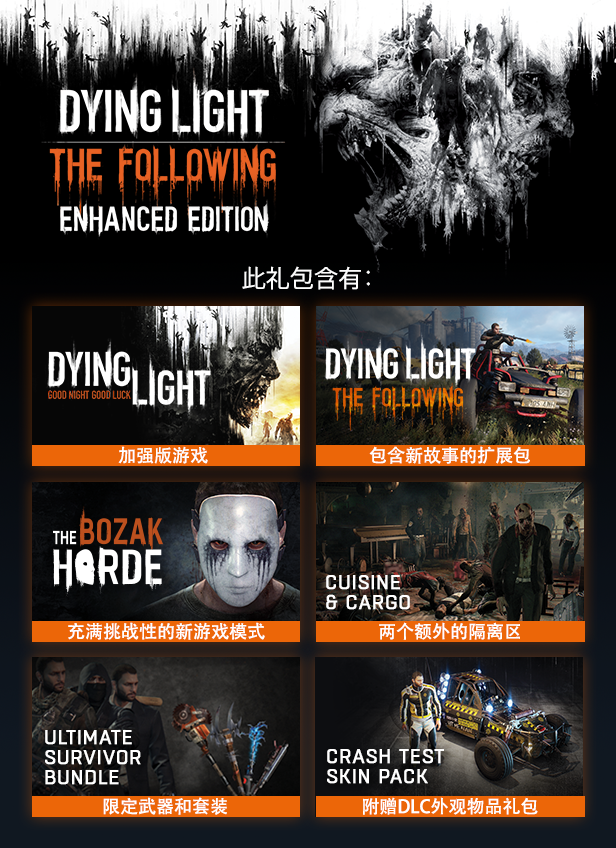 DYING LIGHT
THE FOLLOWING
ENHANCED EDITION
此礼包含有：
DYING
LIGHT
GOOD NIGHT GOOD LUCK
加强版游戏
DYING LIGHT
THE FOLLOWING
包含新故事的扩展包
THE BOZAK
HORDE
充满挑战性的新游戏模式
CUISINE
& CARGO
两个额外的隔离区
ULTIMATE
SURVIVOR
BUNDLE
限定武器和套装
CRASH TEST
SKIN PACK
附赠DLC外观物品礼包